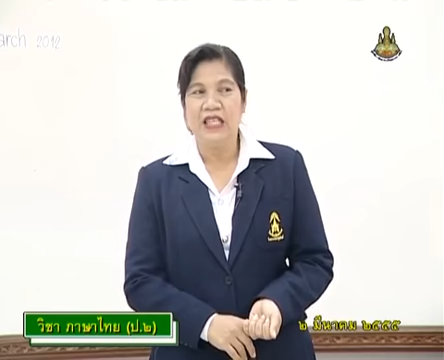 arch 2012
วิชา ภาษาไทย (ป.๒)
๒ มีนาคม ๒๕๕๕